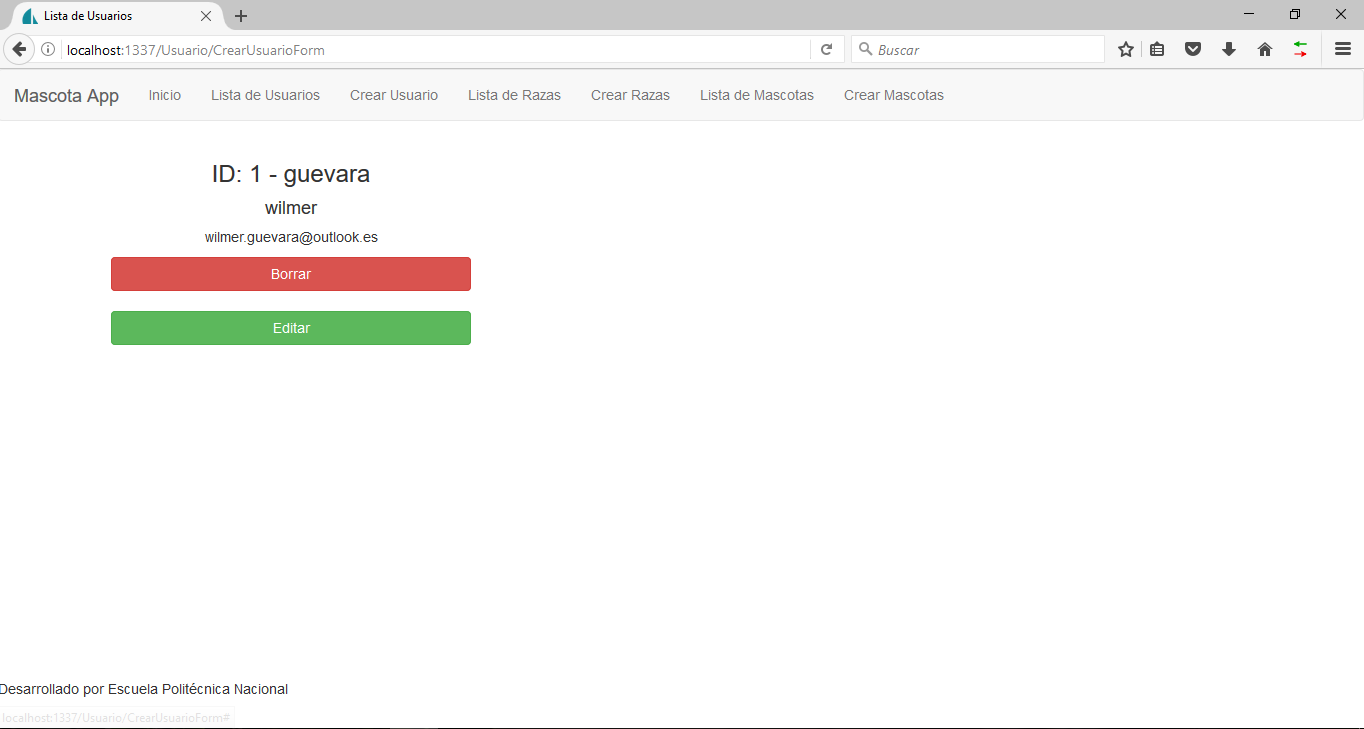 Lista de Usuarios
localhost:1337/Usuario/CrearUsuarioForm
Buscar
Mascota App Inicio Lista de Usuarios Crear Usuario Lista de Razas Crear Razas Lista de Mascotas Crear Mascotas
ID: 1 - guevara
wilmer
wilmer.guevara@outlook.es
Borrar
Editar
Desarrollado por Escuela Politécnica Nacional
localhost:1337/Usuario/CrearUsuarioForm#